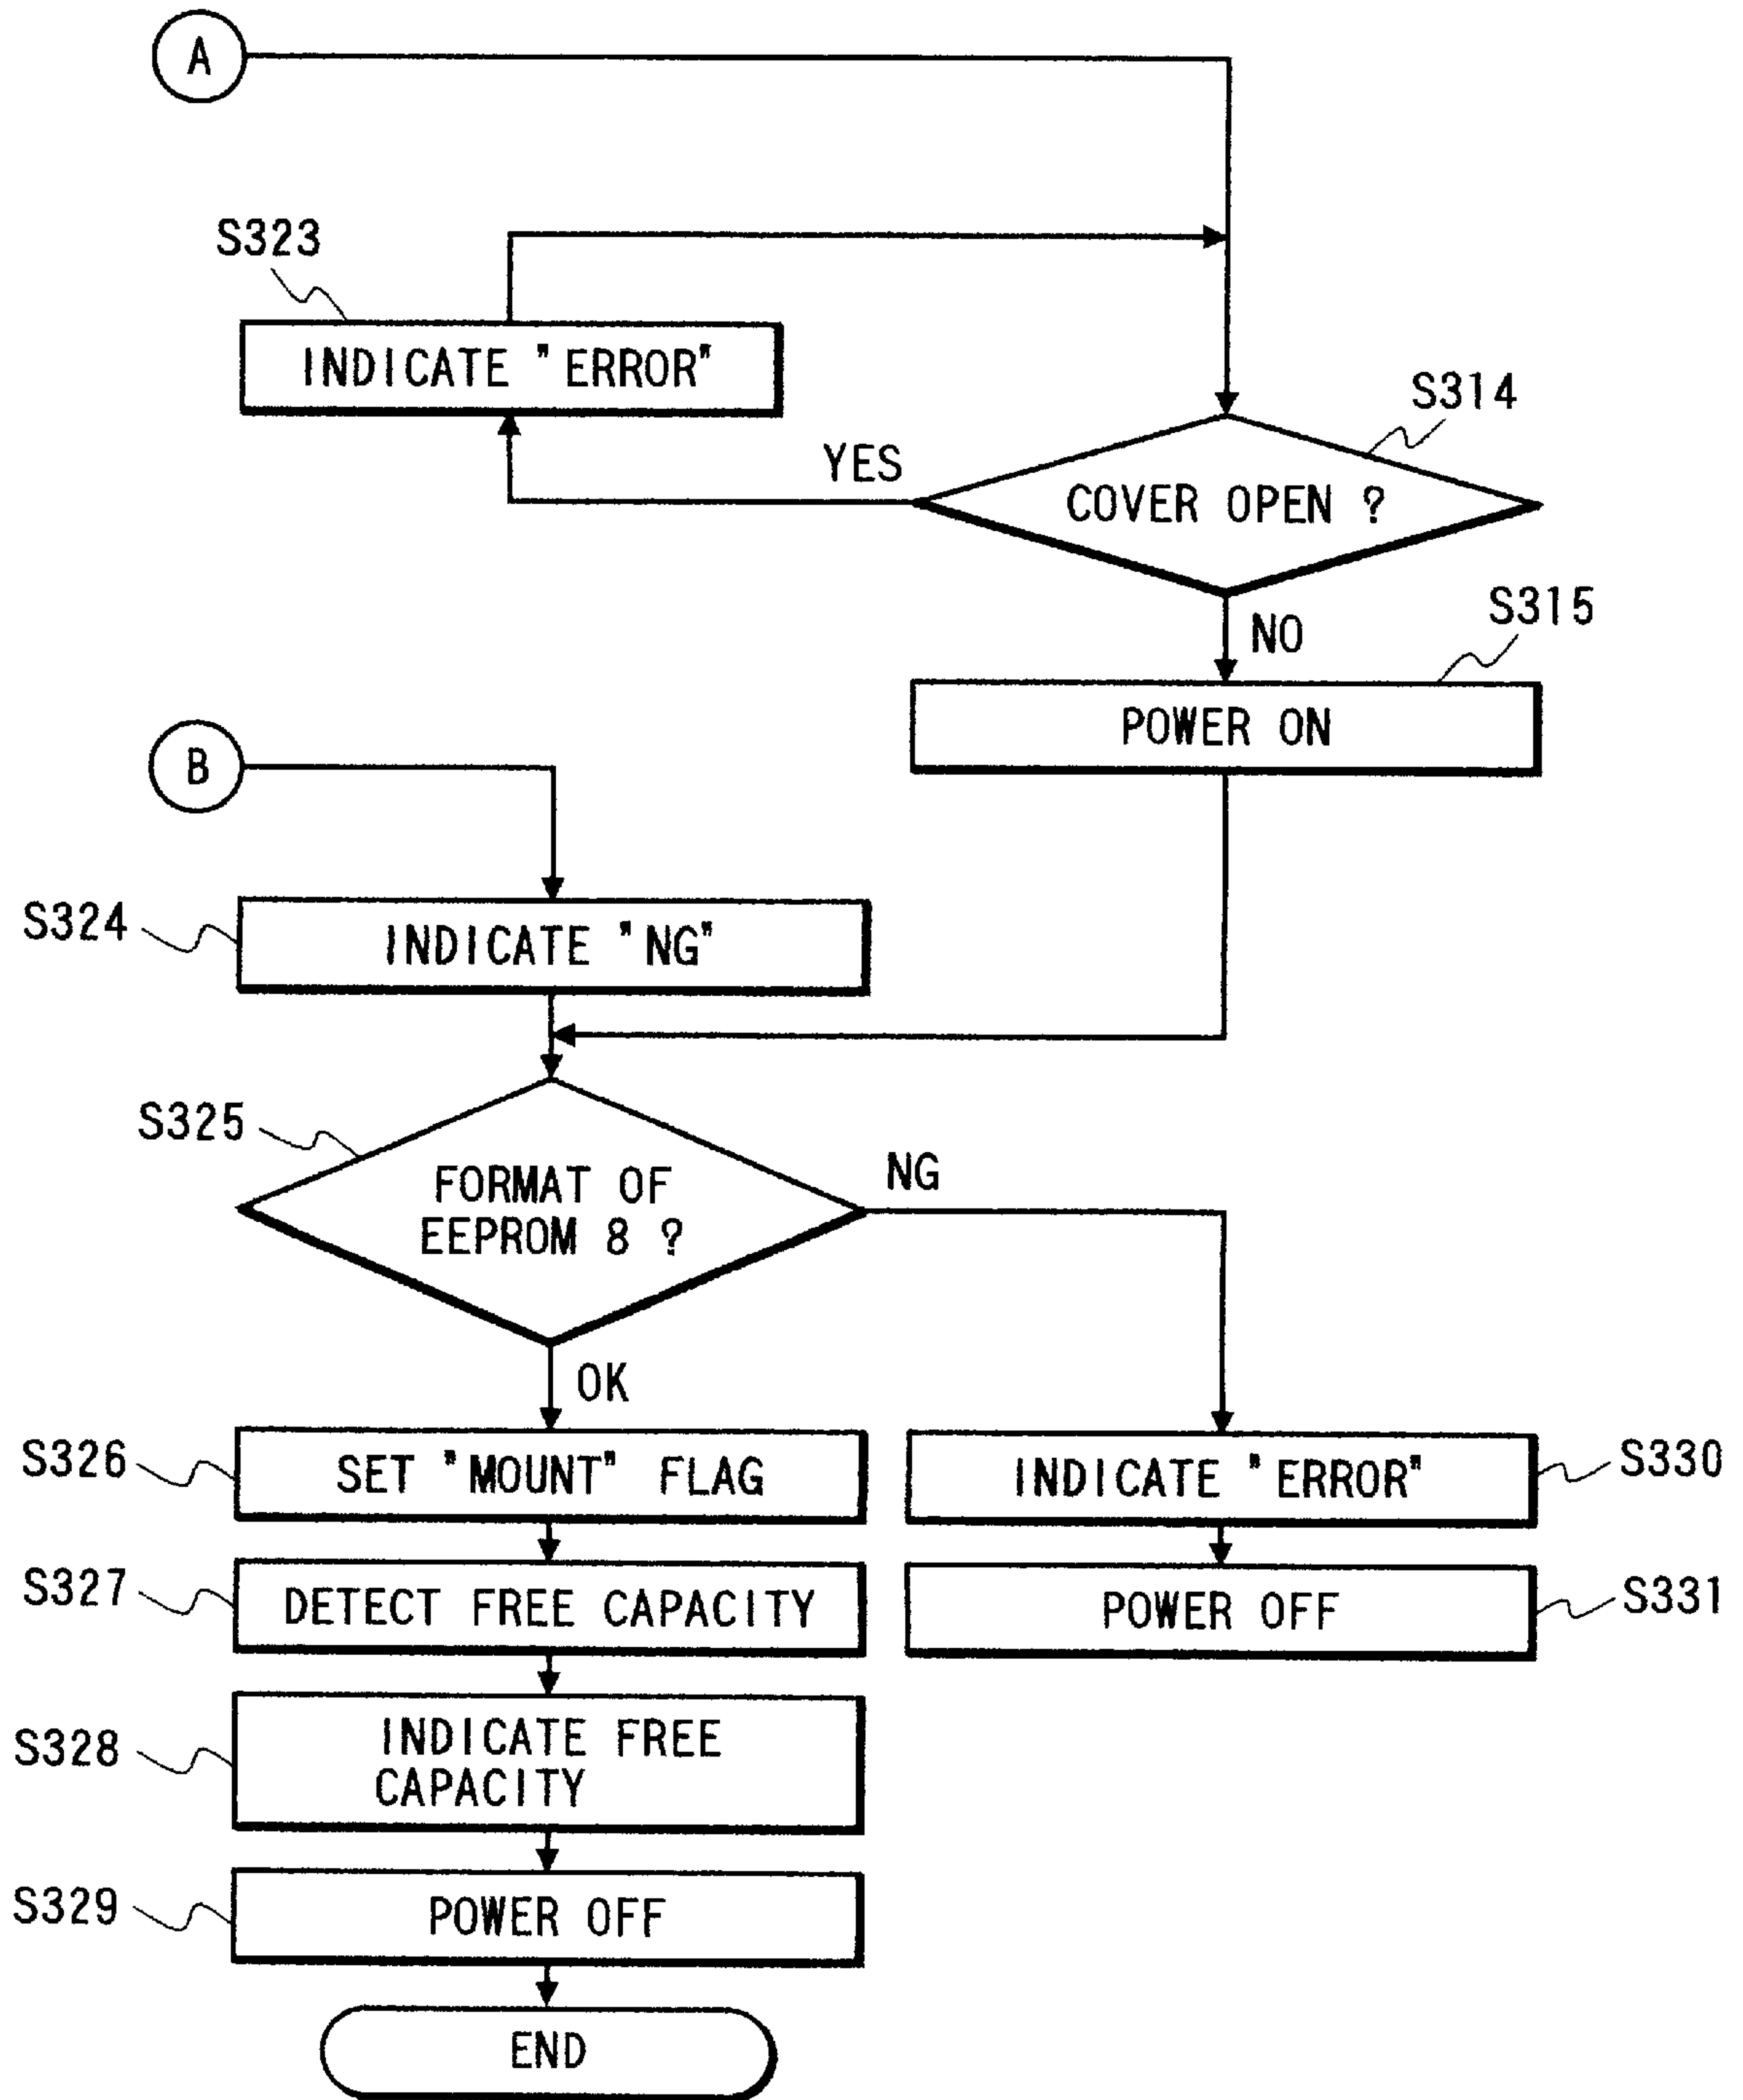 A
S323
INDICATE "ERROR"
S314
YES
COVER OPEN ?
S315
NO
POWER ON
B
S324
INDICATE "NG"
S325
NG
FORMAT OF
EEPROM 8 ?
OK
S326
SET "MOUNT" FLAG
INDICATE "ERROR"
S330
S327
DETECT FREE CAPACITY
POWER OFF
S331
S328
INDICATE FREE
CAPACITY
S329
POWER OFF
END